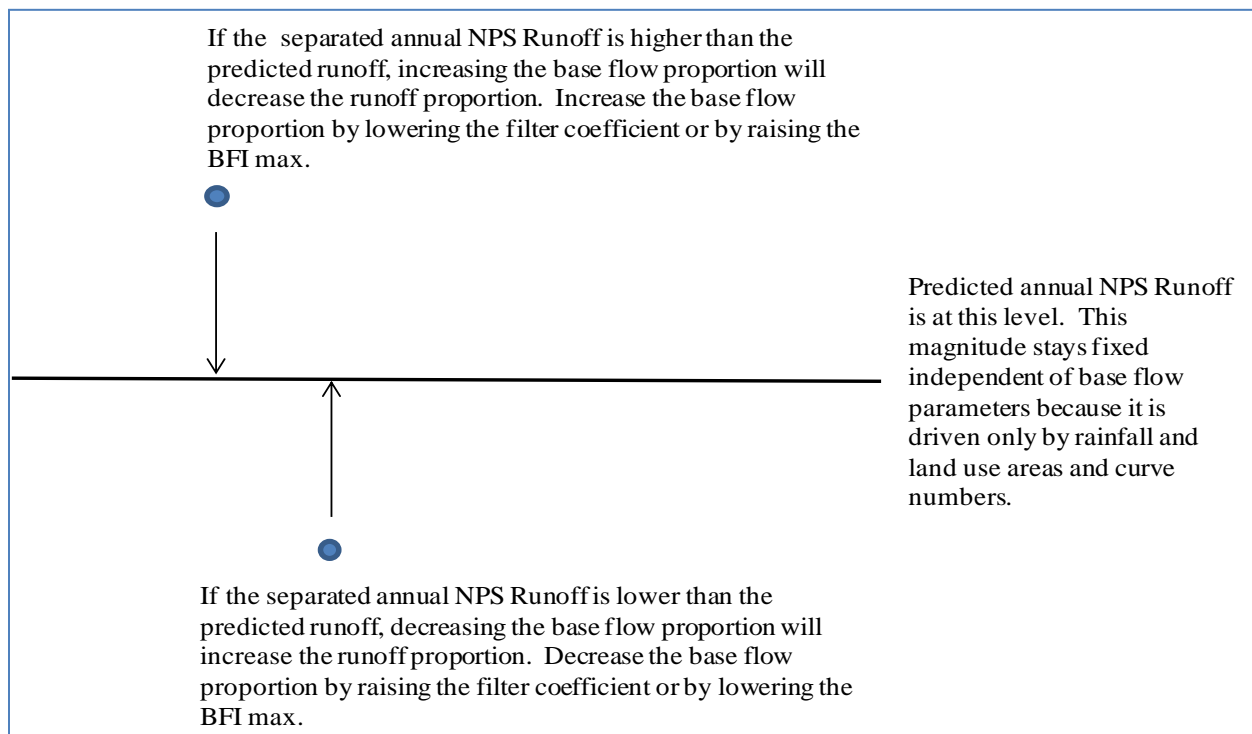 If the separated annual NPS Runoff is higher than the
predicted runoff, increasing the base flow proportion will
decrease the runoff proportion. Increase the base flow
proportion by lowering the filter coefficient or by raising the
BFI max.
Predicted annual NPS Runoff
is at this level. This
magnitude stays fixed
independent of base flow
parameters because it is
driven only by rainfall and
land use areas and curve
numbers.
If the separated annual NPS Runoff is lower than the
predicted runoff, decreasing the base flow proportion will
increase the runoff proportion. Decrease the base flow
proportion by raising the filter coefficient or by lowering the
BFI max.